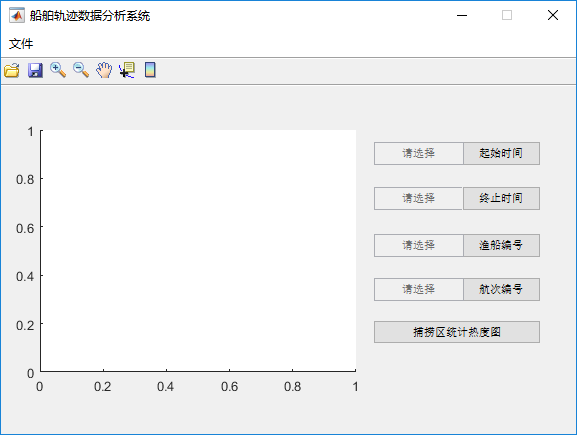 船舶轨迹数据分析系统
文件
1
0.8
0.6
0.4
0.2
0
0 0.2 0.4 0.6 0.8 1
请选择 起始时间
请选择 终止时间
请选择 渔船编号
请选择 航次编号
捕捞区统计热度图